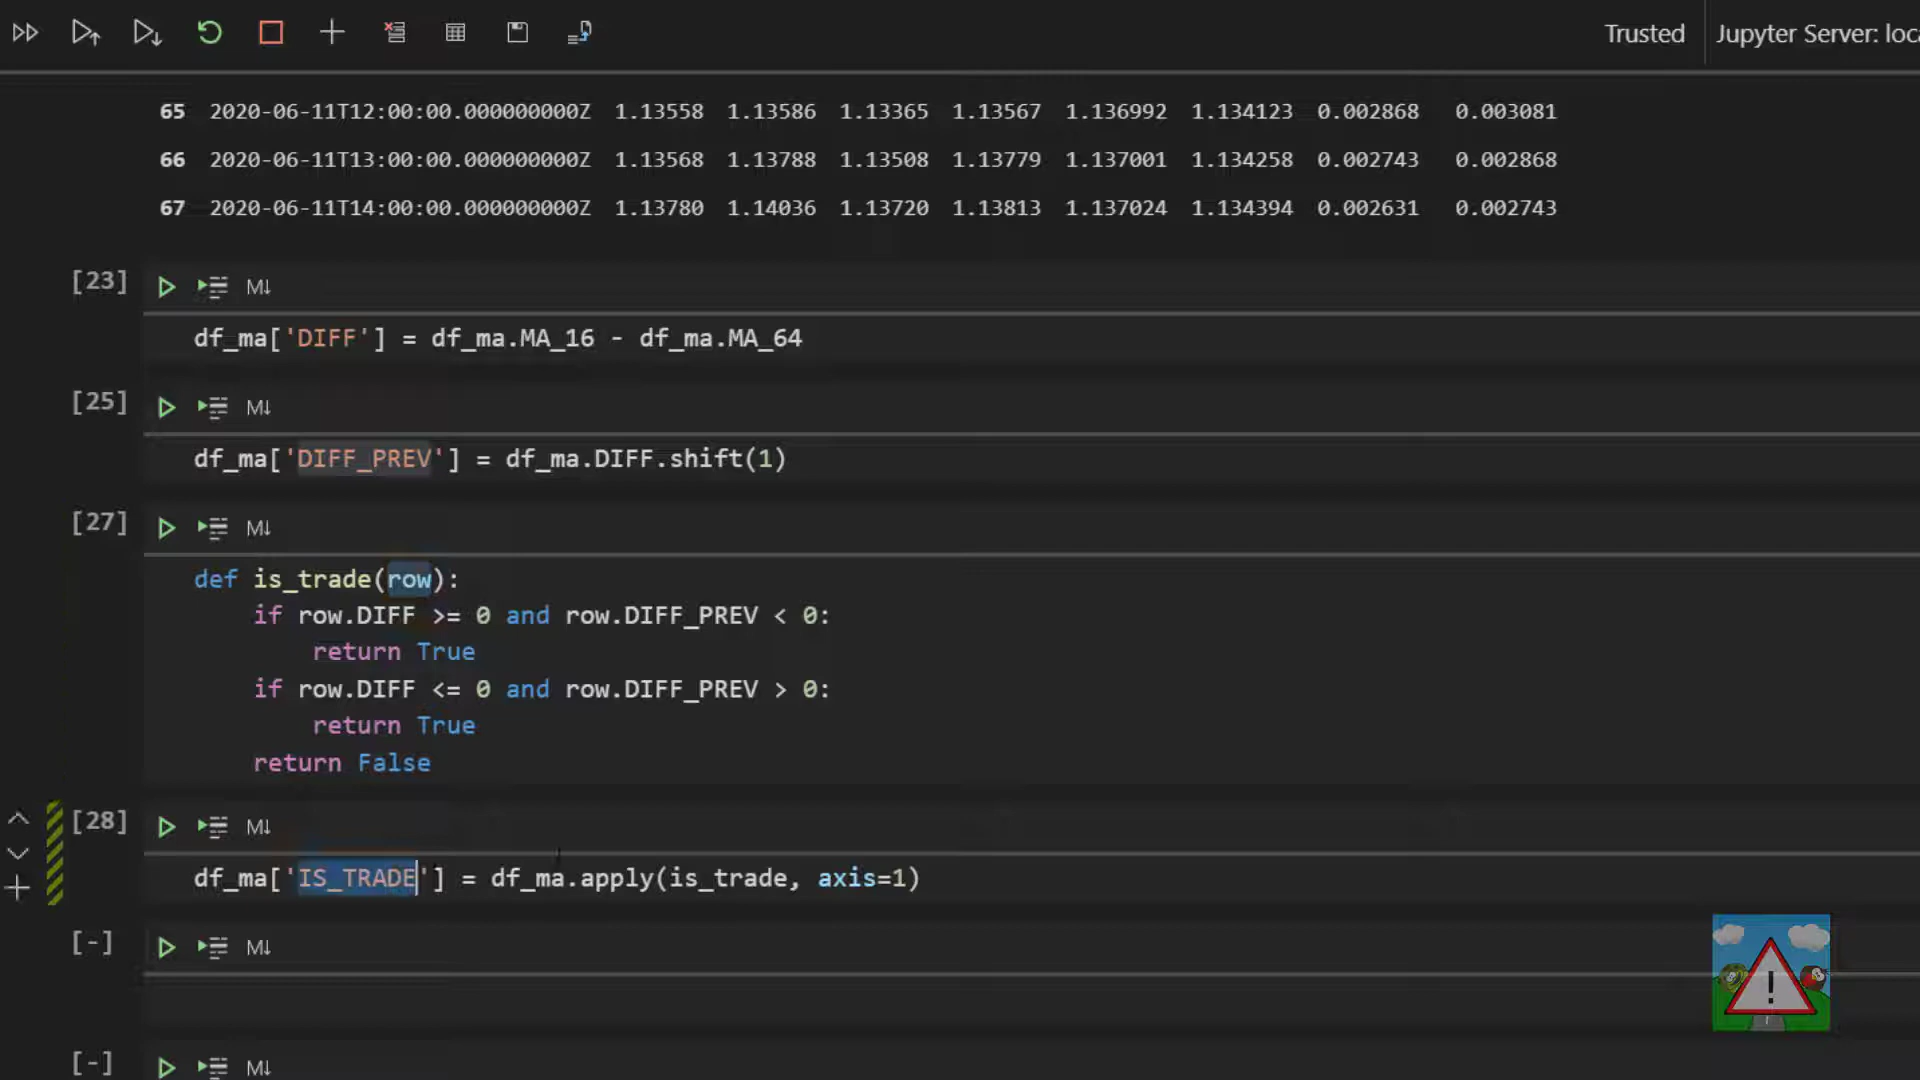 Trusted
Jupyter Server: loc
65 2020-06-11T12:00:00.000000000Z 1.13558 1.13586 1.13365 1.13567 1.136992 1.134123 0.002868 0.003081
66 2020-06-11T13:00:00.000000000Z 1.13568 1.13788 1.13508 1.13779 1.137001 1.134258 0.002743 0.002868
67 2020-06-11T14:00:00.000000000Z 1.13780 1.14036 1.13720 1.13813 1.137024 1.134394 0.002631 0.002743
[23] M↓
df_ma['DIFF'] = df_ma.MA_16 - df_ma.MA_64
[25] M↓
df_ma['DIFF_PREV'] = df_ma.DIFF.shift(1)
[27] M↓
def is_trade(row):
    if row.DIFF >= 0 and row.DIFF_PREV < 0:
        return True
    if row.DIFF <= 0 and row.DIFF_PREV > 0:
        return True
    return False
[28] M↓
df_ma['IS_TRADE'] = df_ma.apply(is_trade, axis=1)
[-] M↓
[-] M↓